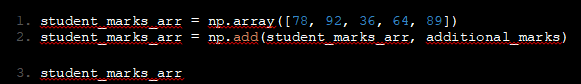 1. student_marks_arr = np.array([78, 92, 36, 64, 89])
2. student_marks_arr = np.add(student_marks_arr, additional_marks)
3. student_marks_arr